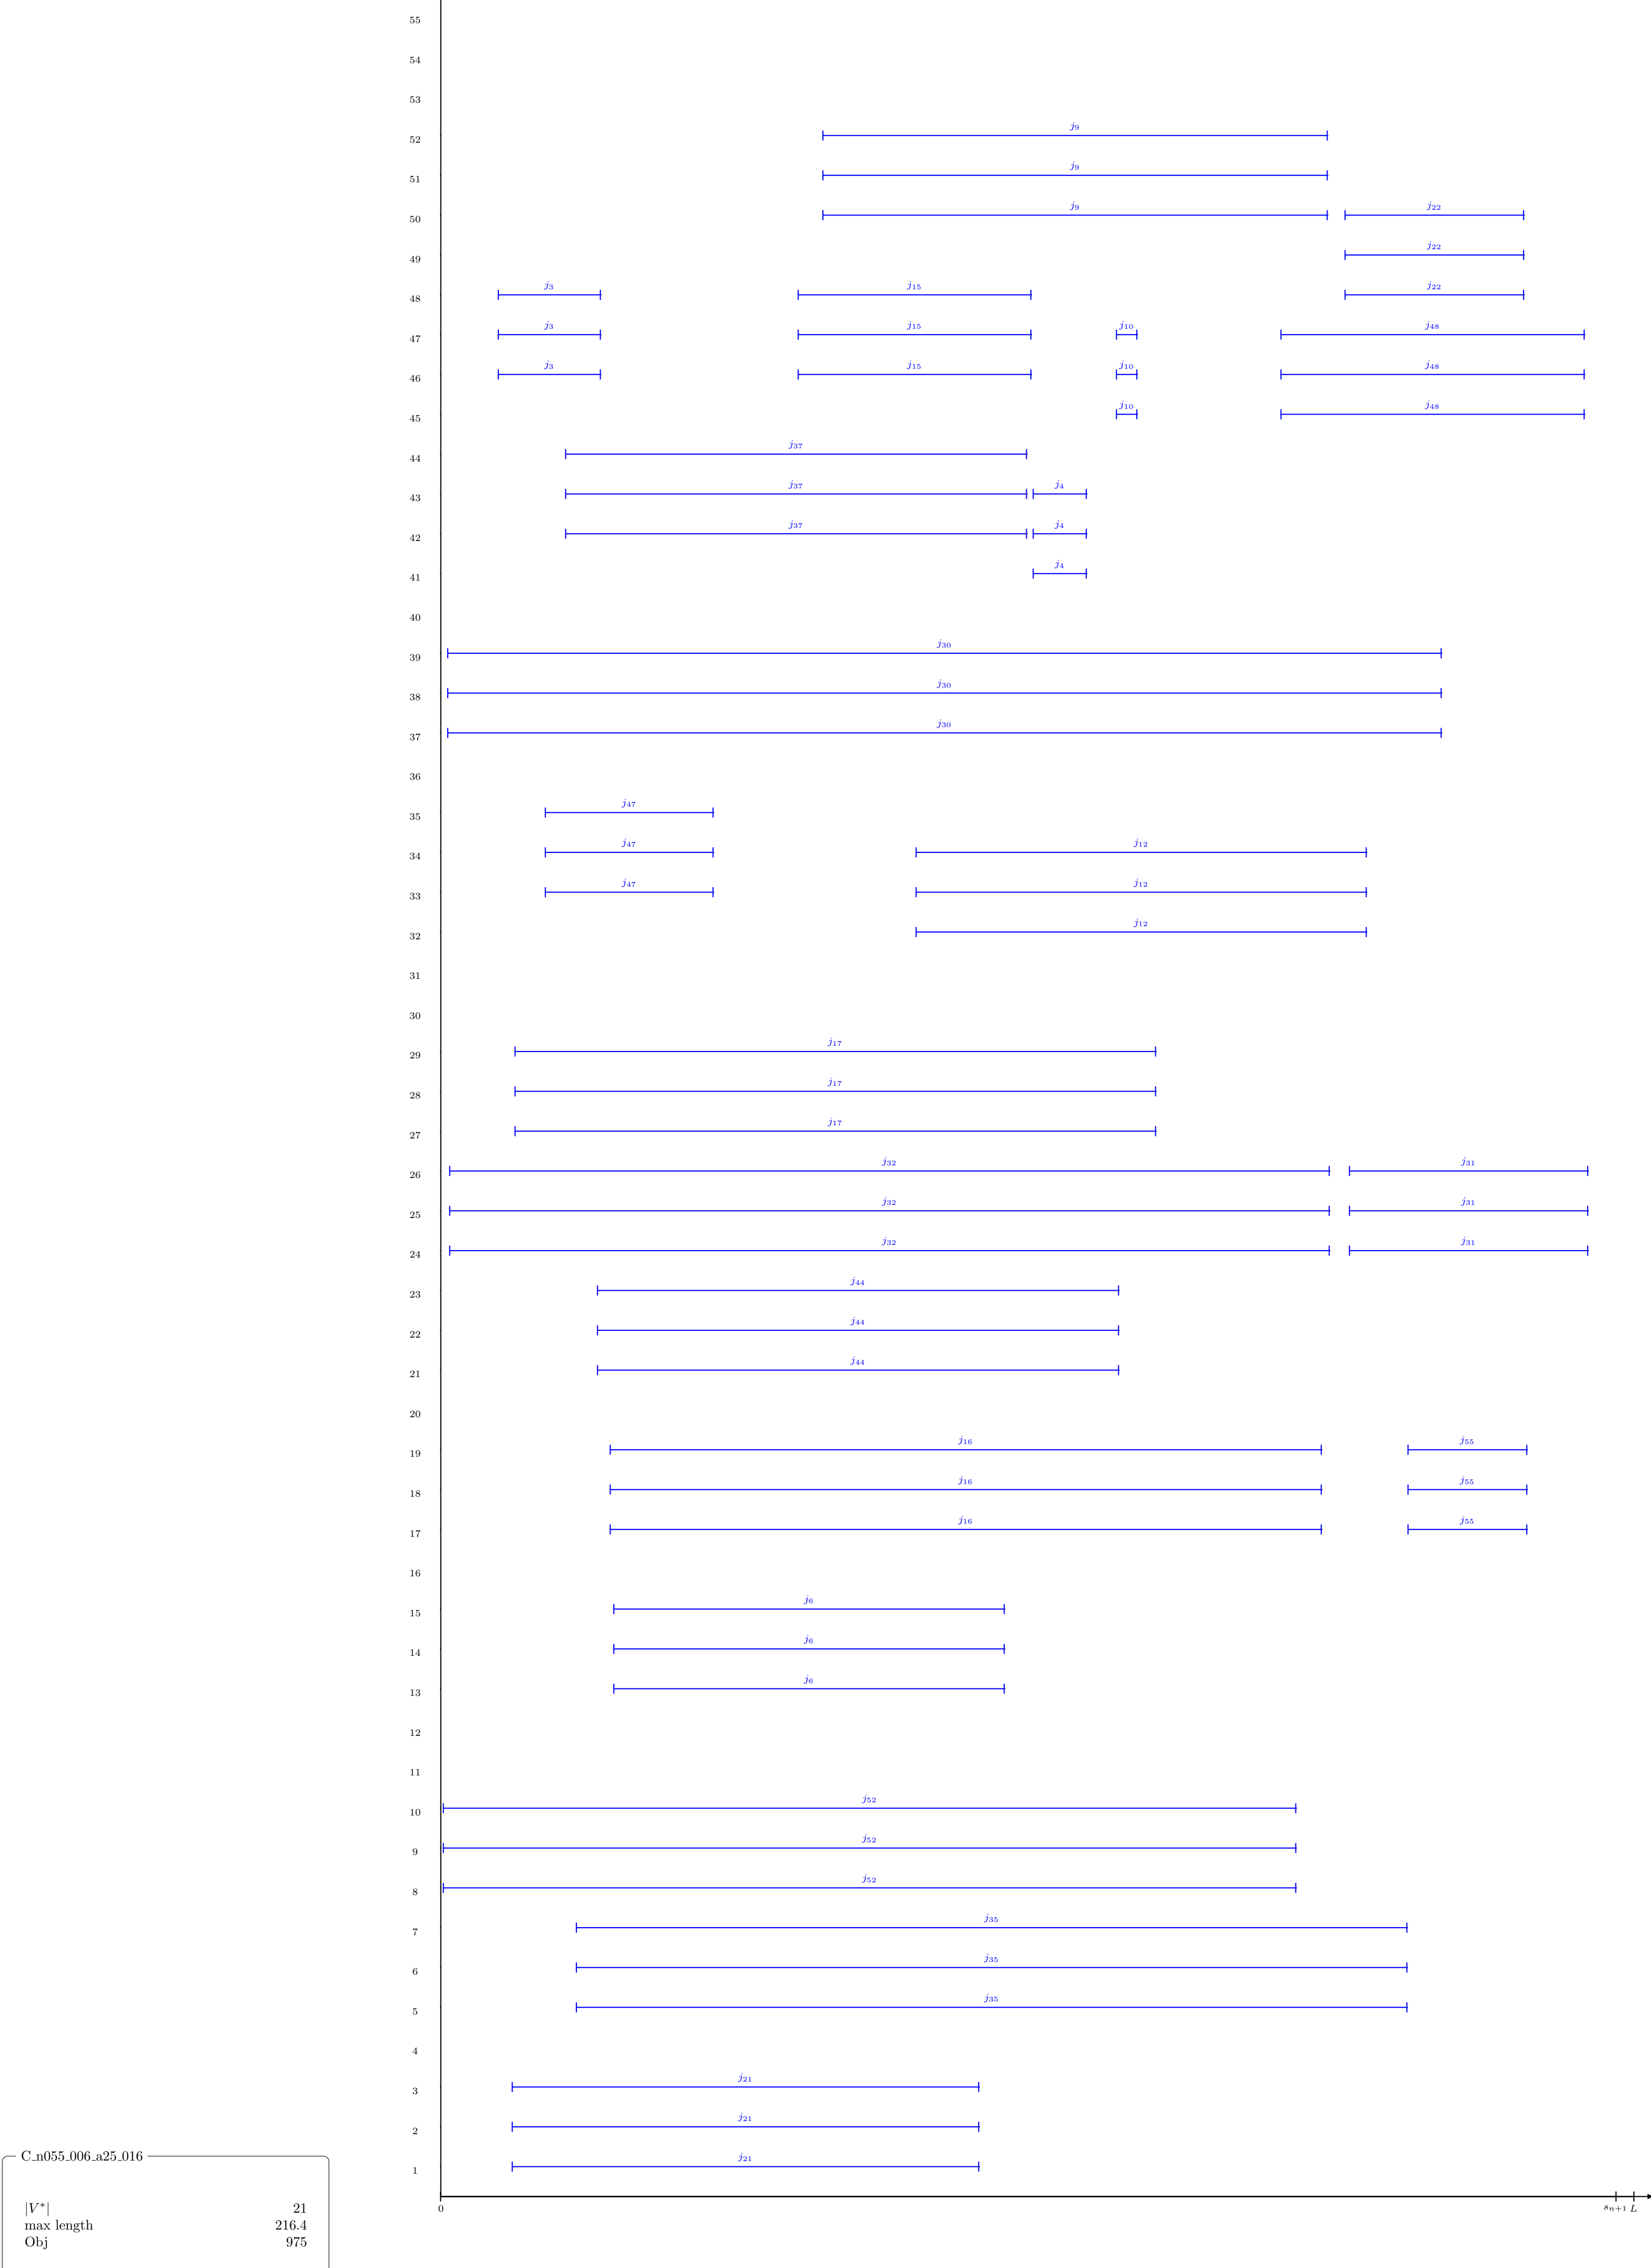 55
54
53
j₉
52
j₉
51
j₉ j₂₂
50
j₂₂
49
j₃ j₁₅ j₂₂
48
j₃ j₁₅ j₁₀ j₄₈
47
j₃ j₁₅ j₁₀ j₄₈
46
j₁₀ j₄₈
45
j₃₇
44
j₃₇ j₄
43
j₃₇ j₄
42
j₄
41
40
j₃₀
39
j₃₀
38
j₃₀
37
36
j₄₇
35
j₄₇ j₁₂
34
j₄₇ j₁₂
33
j₁₂
32
31
30
j₁₇
29
j₁₇
28
j₁₇
27
j₃₂ j₃₁
26
j₃₂ j₃₁
25
j₃₂ j₃₁
24
j₄₄
23
j₄₄
22
j₄₄
21
20
j₁₆ j₅₅
19
j₁₆ j₅₅
18
j₁₆ j₅₅
17
16
j₆
15
j₆
14
j₆
13
12
11
j₅₂
10
j₅₂
9
j₅₂
8
j₃₅
7
j₃₅
6
j₃₅
5
4
j₂₁
3
j₂₁
2
j₂₁
1
0 sₙ₊₁ L
C_n055_006_a25_016
|V*| 21
max length 216.4
Obj 975